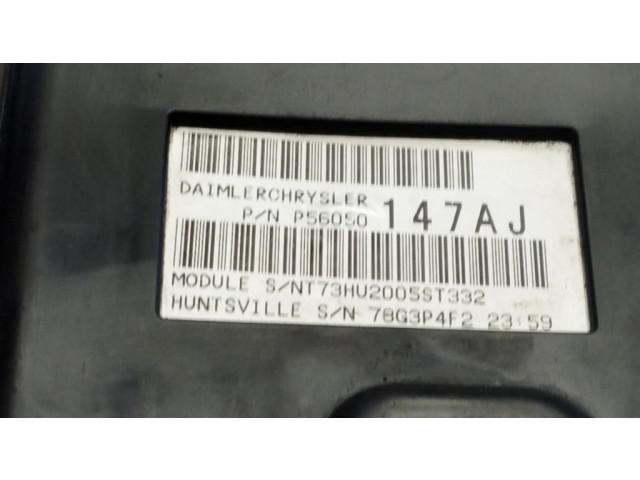 DAIMLERCHRYSLER
P/N P56050 147AJ
MODULE S/NT73HU2005ST332
HUNTSVILLE S/N 78G3P4F2 23:59